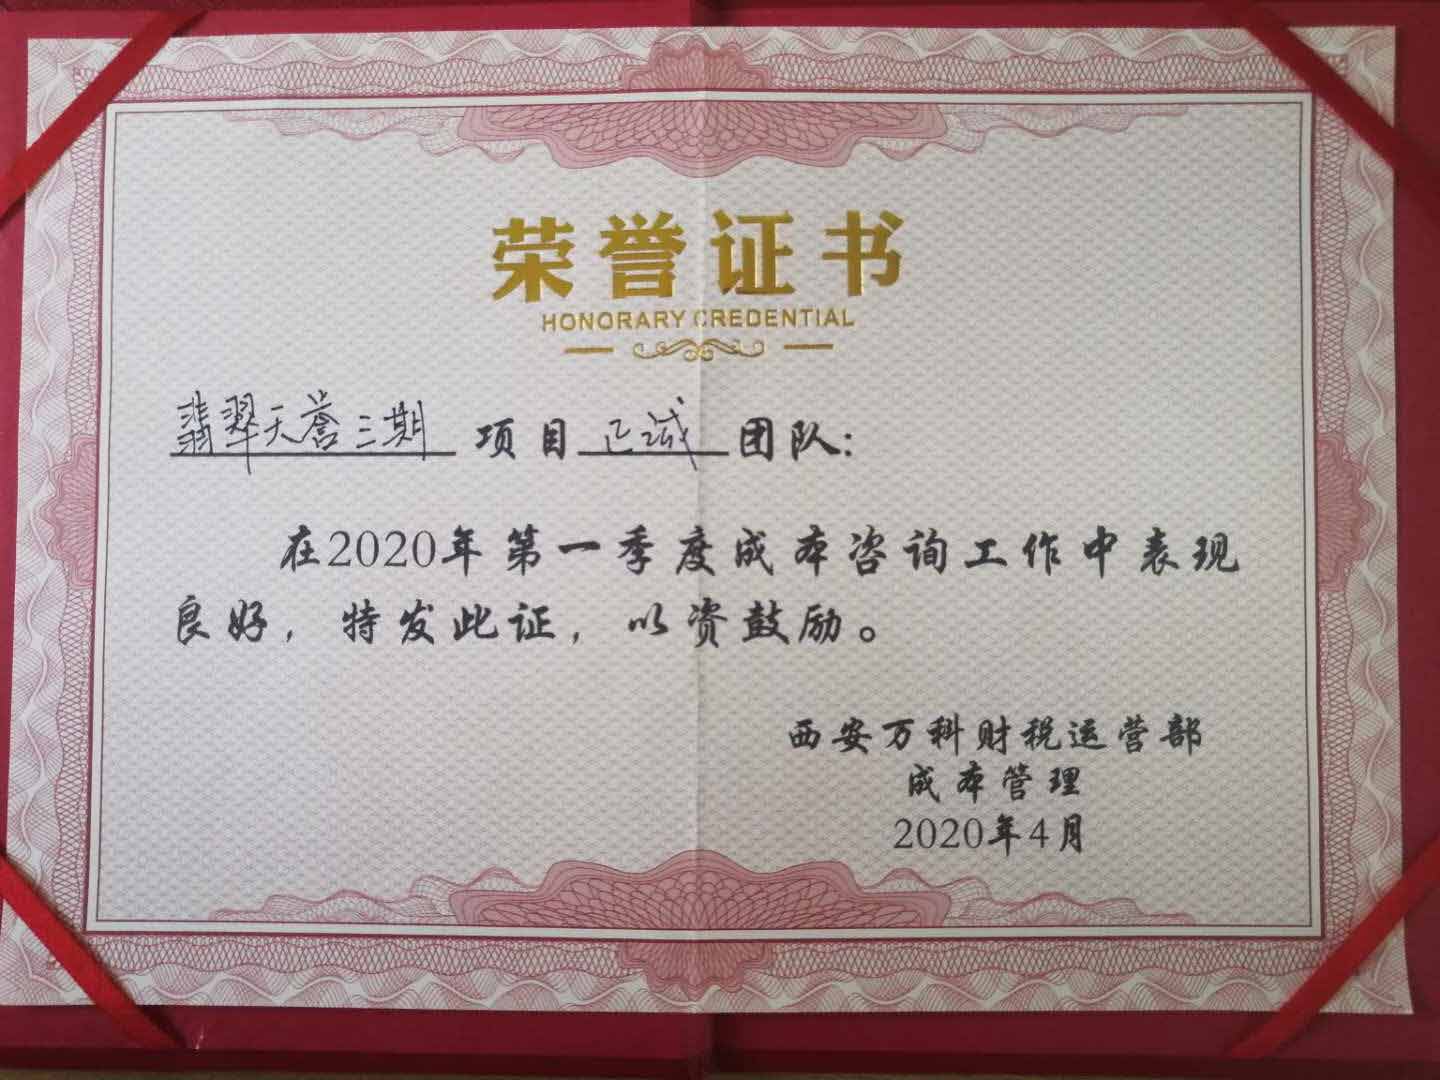 荣誉证书
HONORARY CREDENTIAL
翡翠天誉三期 项目 正诚 团队:
在2020年第一季度成本咨询工作中表现
良好, 特发此证, 以资鼓励。
西安万科财税运营部
成本管理
2020年4月